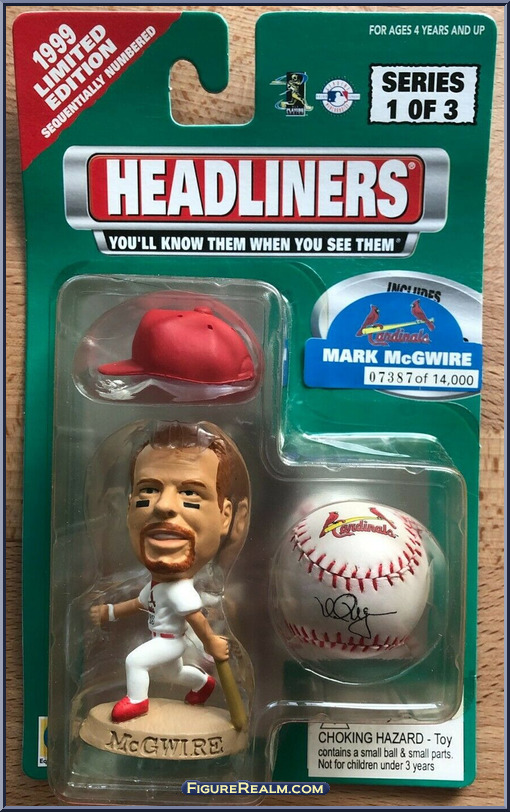 1999
LIMITED
EDITION
SEQUENTIALLY NUMBERED
FOR AGES 4 YEARS AND UP
SERIES
1 OF 3
HEADLINERS®
YOU'LL KNOW THEM WHEN YOU SEE THEM®
INCLUDES
Cardinals
MARK McGWIRE
07387 of 14,000
Cardinals
McGWIRE
CHOKING HAZARD - Toy
contains a small ball & small parts.
Not for children under 3 years
FIGUREREALM.COM